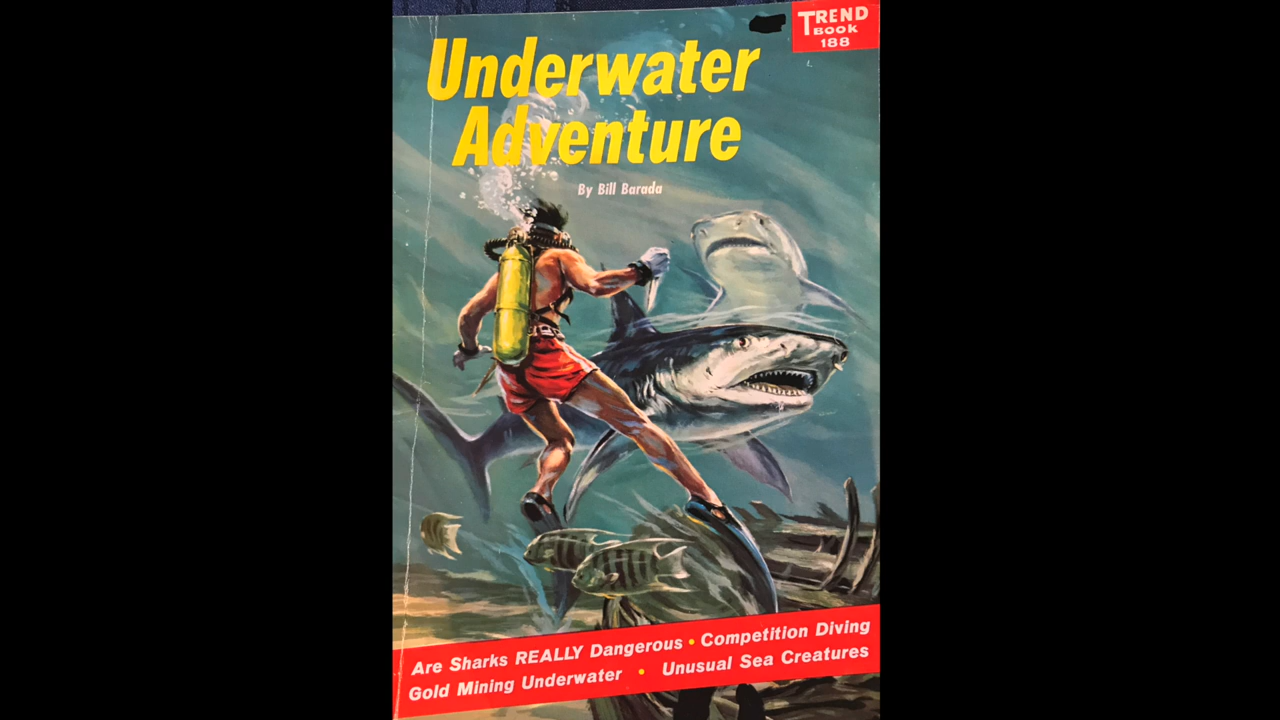 TREND
BOOK
188
Underwater
Adventure
By Bill Barada
Are Sharks REALLY Dangerous • Competition Diving
Gold Mining Underwater • Unusual Sea Creatures